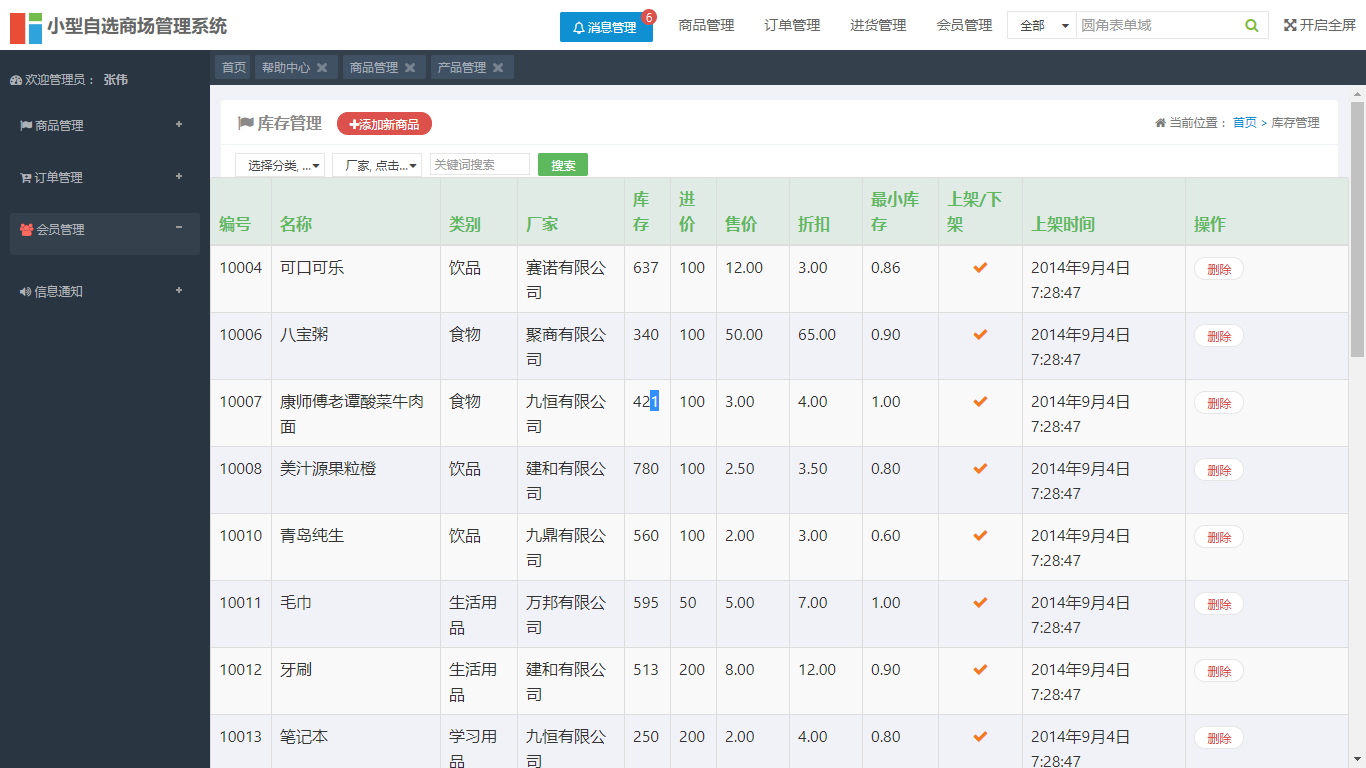 小型自选商场管理系统
消息管理 6 商品管理 订单管理 进货管理 会员管理 全部 圆角表单域 开启全屏
欢迎管理员： 张伟
商品管理 +
订单管理 +
会员管理 −
信息通知 +
首页 帮助中心 商品管理 产品管理
库存管理 添加新商品 当前位置： 首页 > 库存管理
选择分类, ... 厂家, 点击... 关键词搜索 搜索
编号 名称 类别 厂家 库存 进价 售价 折扣 最小库存 上架/下架 上架时间 操作
10004 可口可乐 饮品 赛诺有限公司 637 100 12.00 3.00 0.86 2014年9月4日 7:28:47 删除
10006 八宝粥 食物 聚商有限公司 340 100 50.00 65.00 0.90 2014年9月4日 7:28:47 删除
10007 康师傅老谭酸菜牛肉面 食物 九恒有限公司 421 100 3.00 4.00 1.00 2014年9月4日 7:28:47 删除
10008 美汁源果粒橙 饮品 建和有限公司 780 100 2.50 3.50 0.80 2014年9月4日 7:28:47 删除
10010 青岛纯生 饮品 九鼎有限公司 560 100 2.00 3.00 0.60 2014年9月4日 7:28:47 删除
10011 毛巾 生活用品 万邦有限公司 595 50 5.00 7.00 1.00 2014年9月4日 7:28:47 删除
10012 牙刷 生活用品 建和有限公司 513 200 8.00 12.00 0.90 2014年9月4日 7:28:47 删除
10013 笔记本 学习用品 九恒有限公司 250 200 2.00 4.00 0.80 2014年9月4日 7:28:47 删除